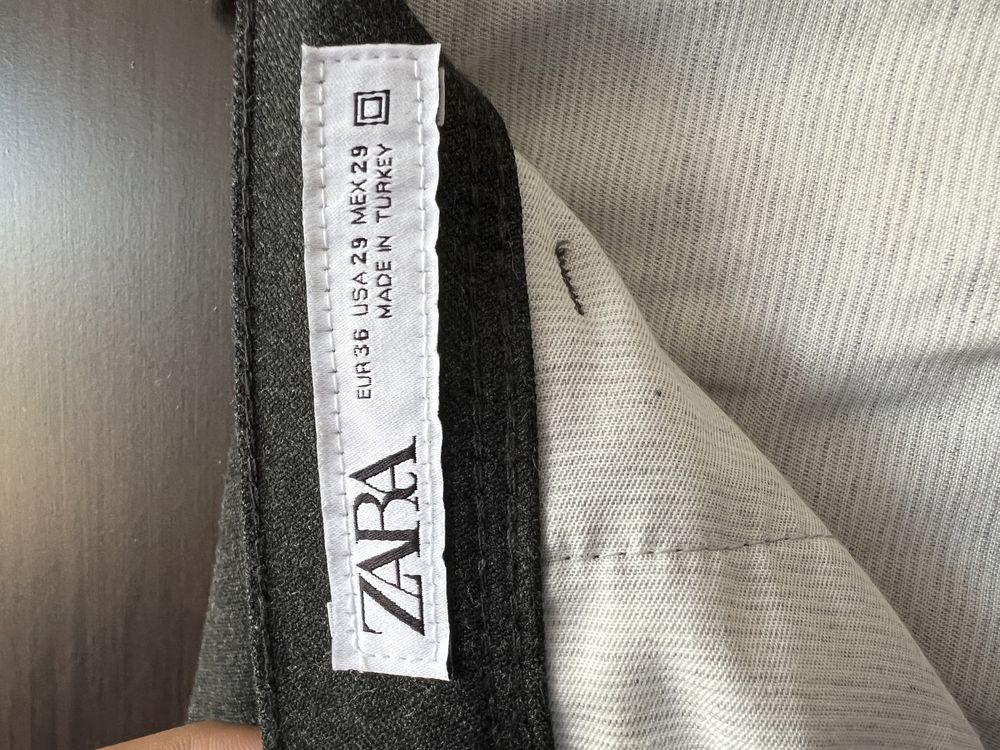 ZARA
EUR 36 USA 29 MEX 29
MADE IN TURKEY